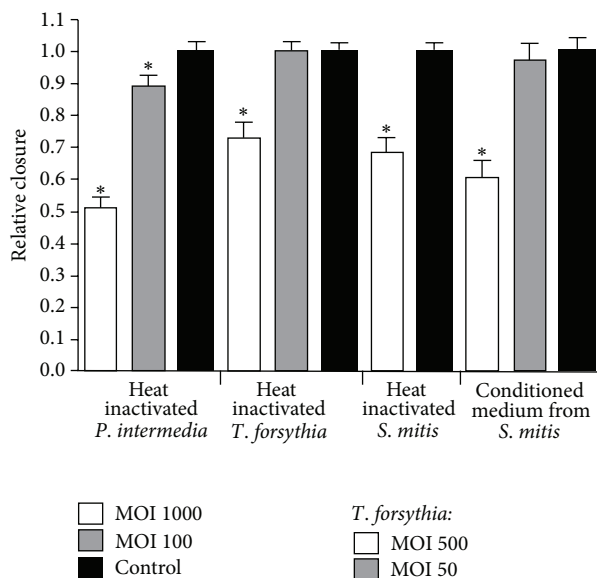 1.1
1.0
0.9
0.8
0.7
0.6
0.5
0.4
0.3
0.2
0.1
0.0
Relative closure
*
*
*
*
*
Heat
inactivated
P. intermedia
Heat
inactivated
T. forsythia
Heat
inactivated
S. mitis
Conditioned
medium from
S. mitis
MOI 1000
MOI 100
Control
T. forsythia:
MOI 500
MOI 50